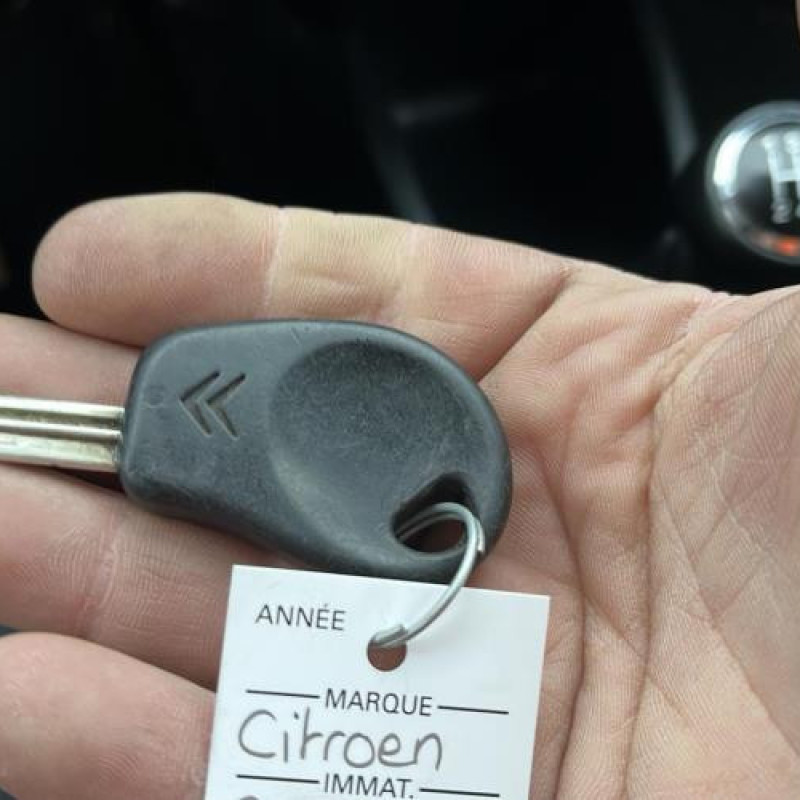 ANNÉE
MARQUE
Citroen
IMMAT.